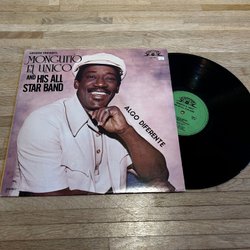 MONGUITO
EL UNICO
AND HIS ALL
STAR BAND
ALGO DIFERENTE